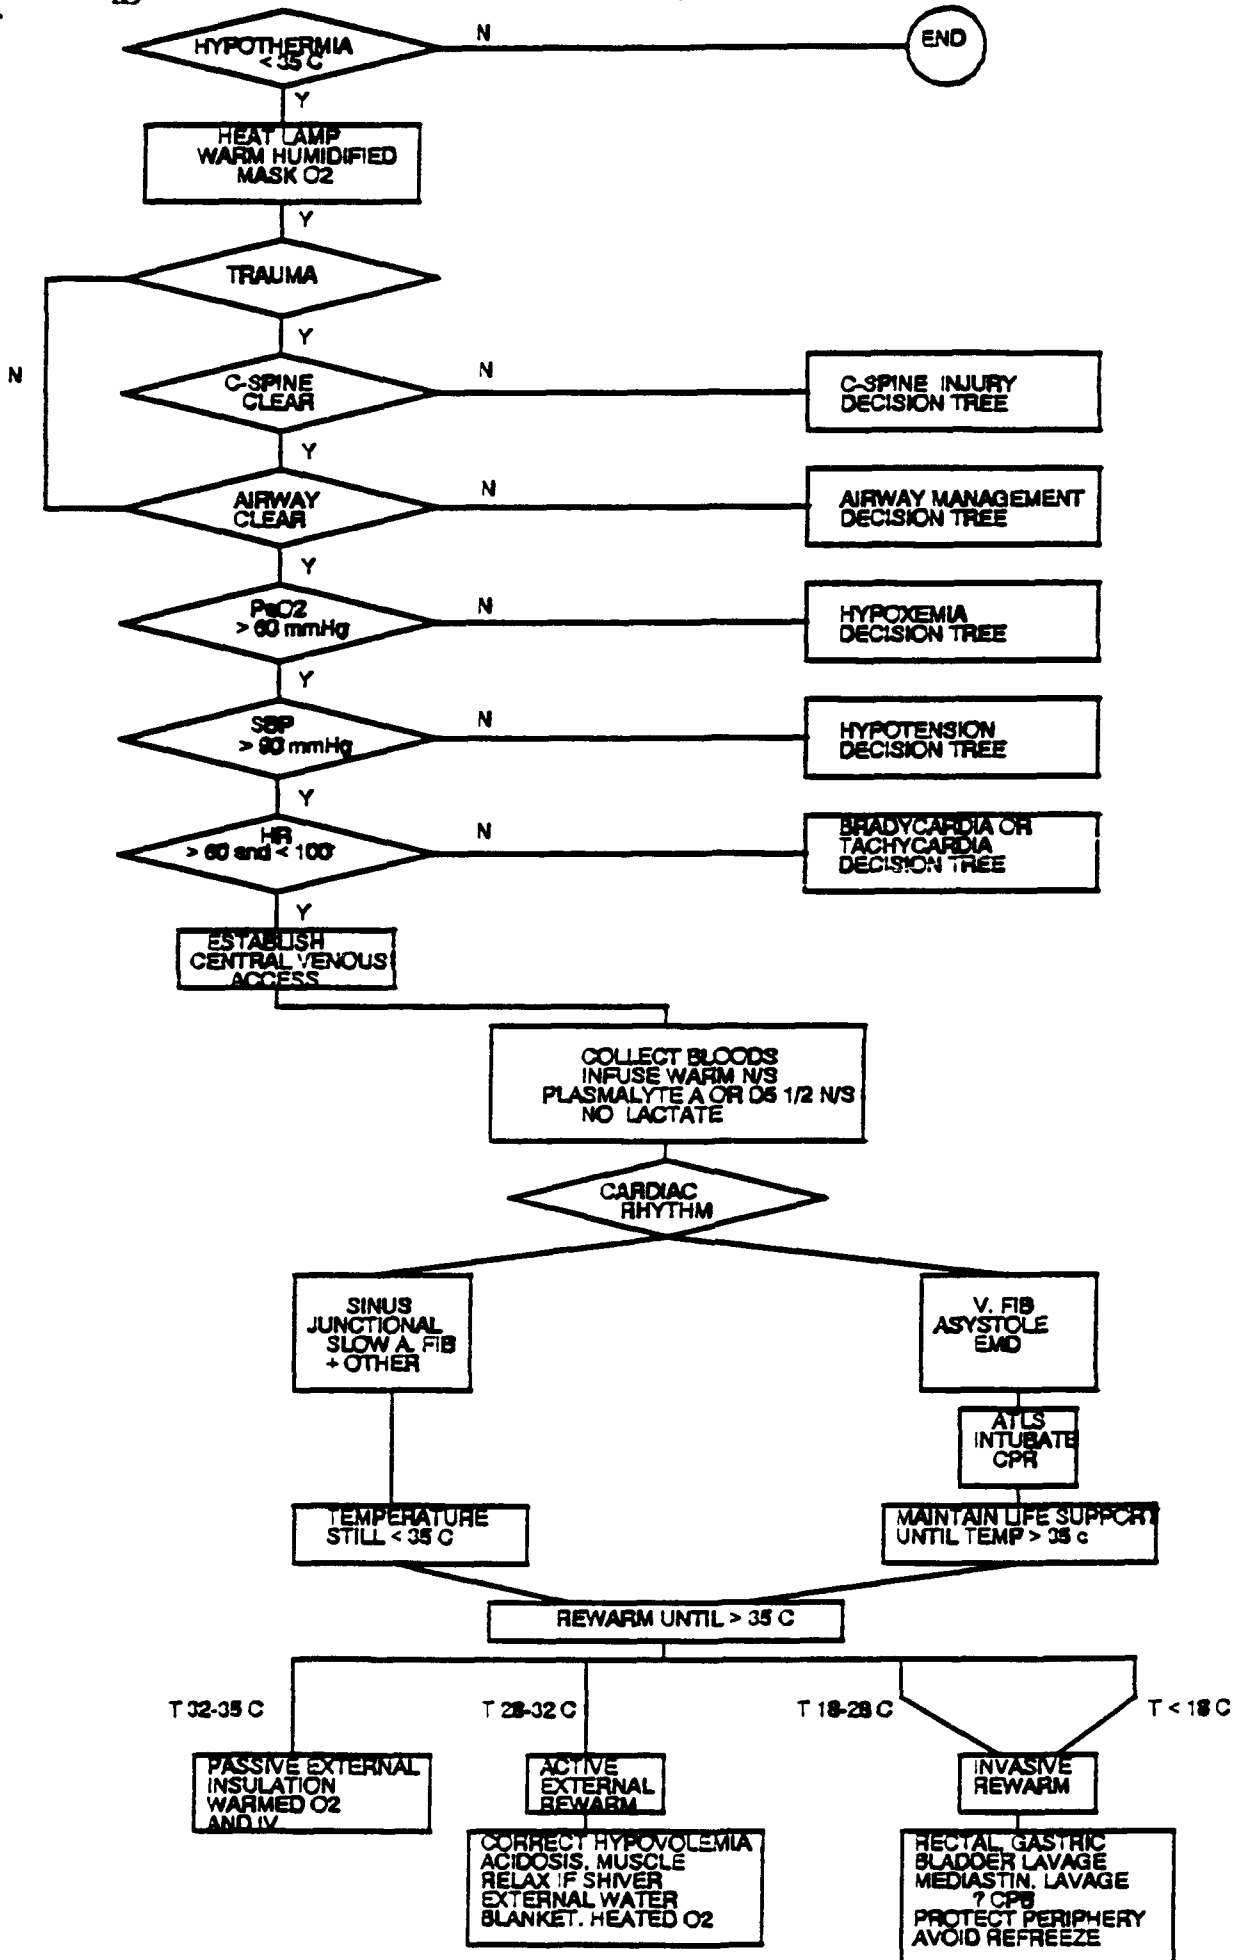 HYPOTHERMIA
< 35 C
N
END
Y
HEAT LAMP
WARM HUMIDIFIED
MASK O2
Y
TRAUMA
N
Y
C-SPINE
CLEAR
N
C-SPINE INJURY
DECISION TREE
Y
AIRWAY
CLEAR
N
AIRWAY MANAGEMENT
DECISION TREE
Y
PaO2
> 60 mmHg
N
HYPOXEMIA
DECISION TREE
Y
SBP
> 90 mmHg
N
HYPOTENSION
DECISION TREE
Y
HR
> 60 and < 100
N
BRADYCARDIA OR
TACHYCARDIA
DECISION TREE
Y
ESTABLISH
CENTRAL VENOUS
ACCESS
COLLECT BLOODS
INFUSE WARM N/S
PLASMALYTE A OR D5 1/2 N/S
NO LACTATE
CARDIAC
RHYTHM
SINUS
JUNCTIONAL
SLOW A. FIB
+ OTHER
V. FIB
ASYSTOLE
EMD
ATLS
INTUBATE
CPR
TEMPERATURE
STILL < 35 C
MAINTAIN LIFE SUPPORT
UNTIL TEMP > 35 c
REWARM UNTIL > 35 C
T 32-35 C
T 28-32 C
T 18-28 C
T < 18 C
PASSIVE EXTERNAL
INSULATION
WARMED O2
AND IV
ACTIVE
EXTERNAL
REWARM
INVASIVE
REWARM
CORRECT HYPOVOLEMIA
ACIDOSIS. MUSCLE
RELAX IF SHIVER
EXTERNAL WATER
BLANKET. HEATED O2
RECTAL, GASTRIC
BLADDER LAVAGE
MEDIASTIN. LAVAGE
? CPB
PROTECT PERIPHERY
AVOID REFREEZE